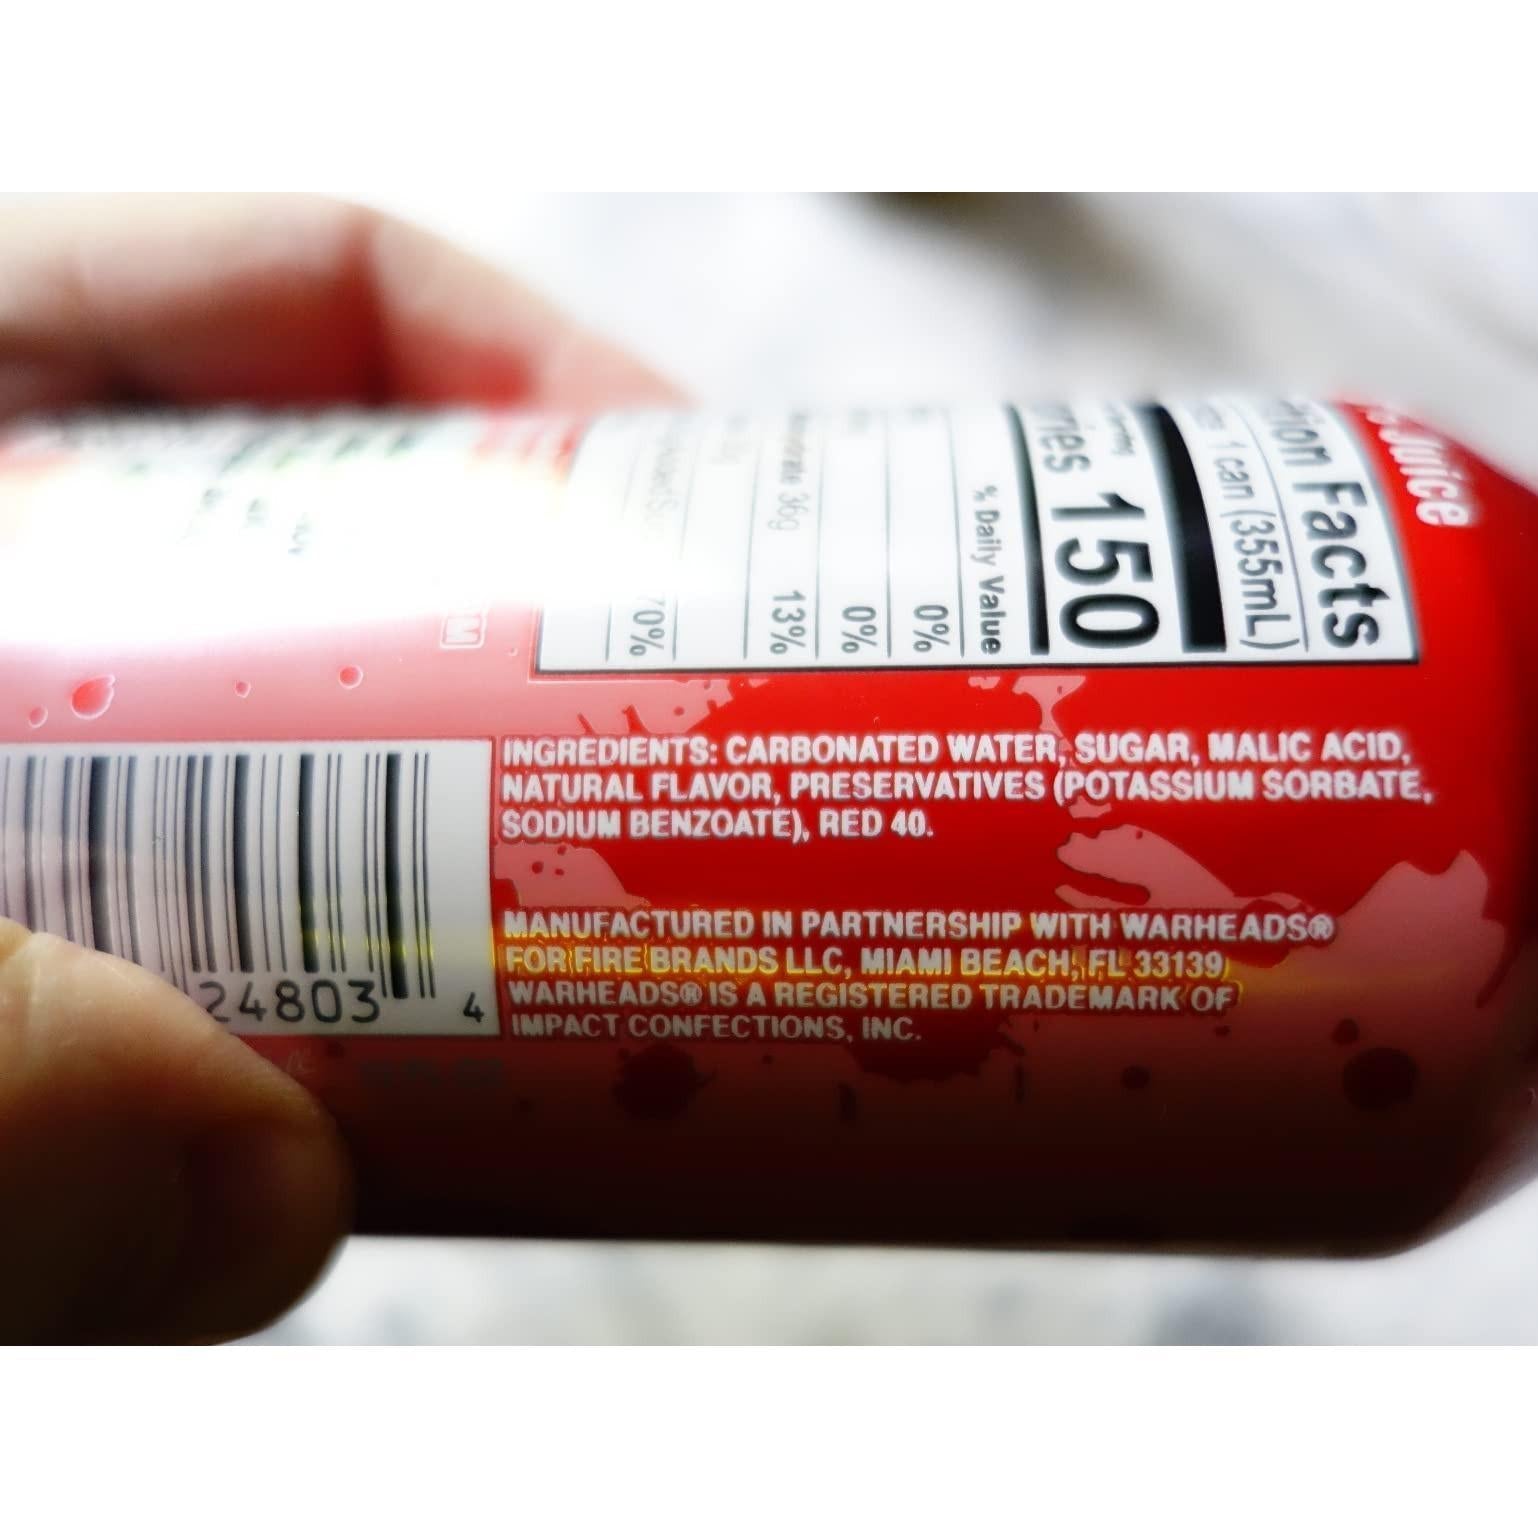 Juice
tion Facts
1 can (355mL)
ries 150
% Daily Value
0%
0%
36g 13%
70%
INGREDIENTS: CARBONATED WATER, SUGAR, MALIC ACID,
NATURAL FLAVOR, PRESERVATIVES (POTASSIUM SORBATE,
SODIUM BENZOATE), RED 40.
MANUFACTURED IN PARTNERSHIP WITH WARHEADS®
FOR FIRE BRANDS LLC, MIAMI BEACH, FL 33139
WARHEADS® IS A REGISTERED TRADEMARK OF
IMPACT CONFECTIONS, INC.
24803 4